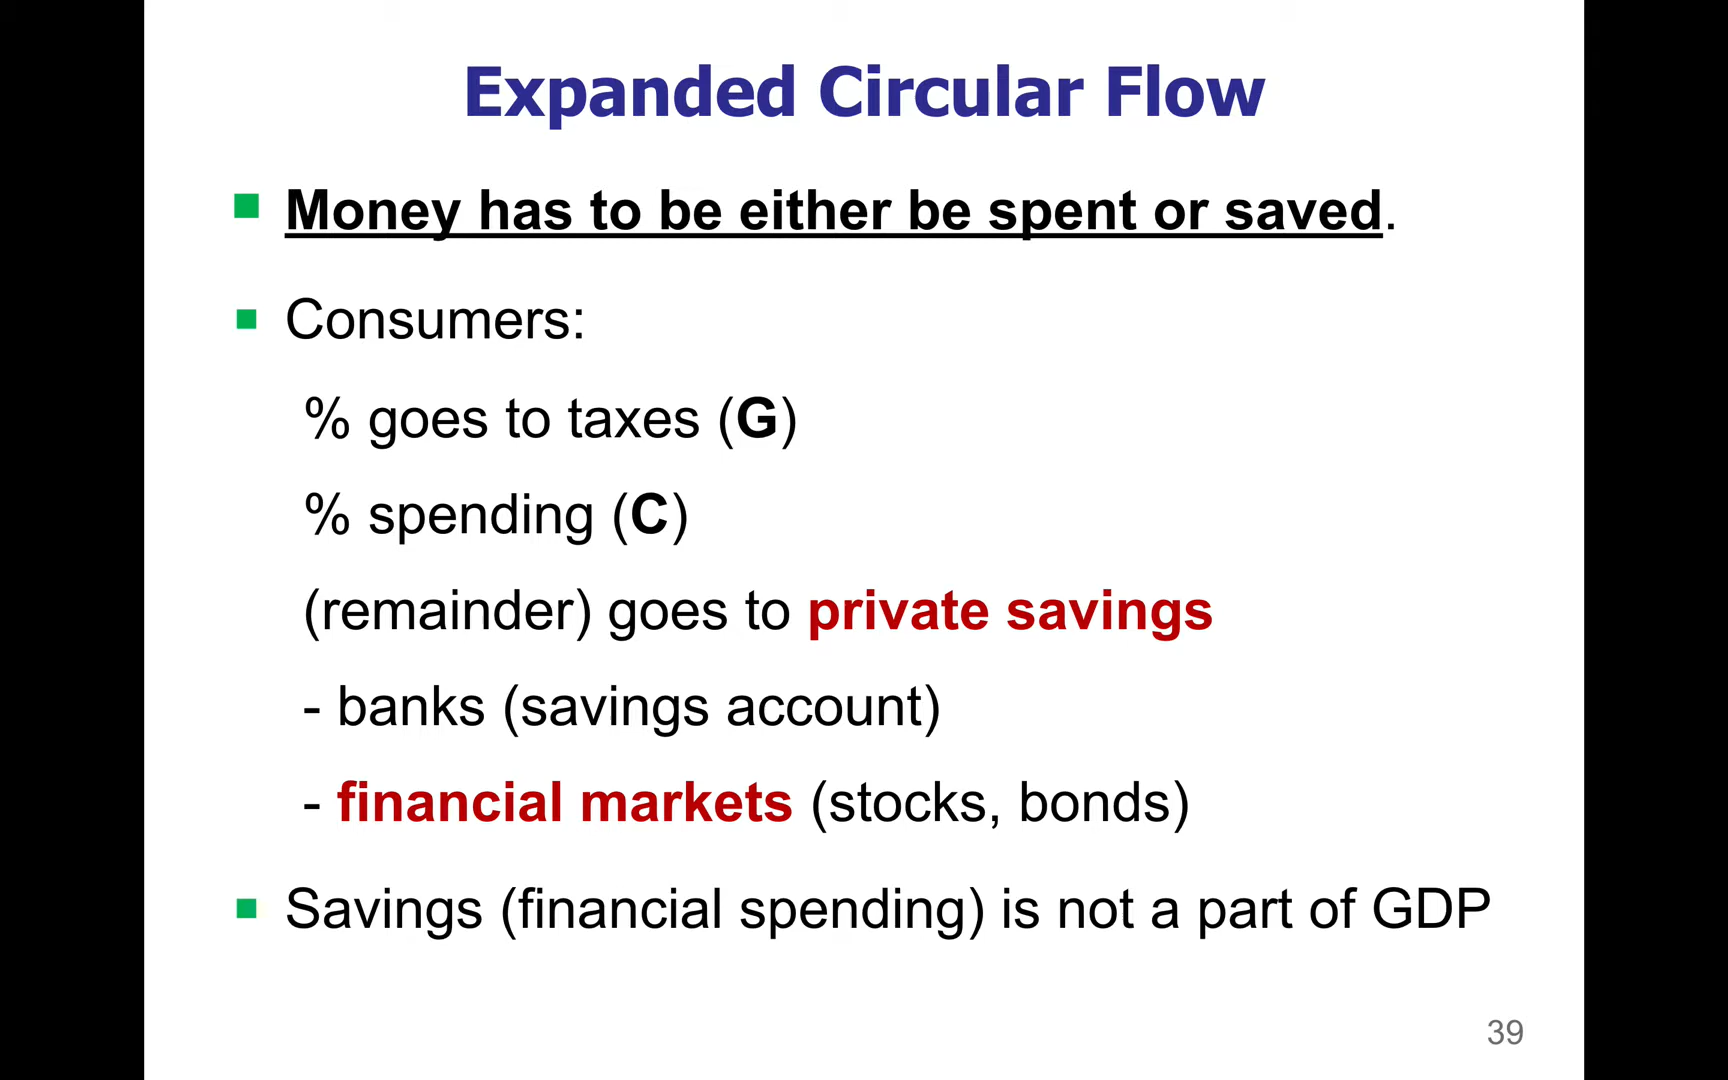 Expanded Circular Flow
Money has to be either be spent or saved.
Consumers:
% goes to taxes (G)
% spending (C)
(remainder) goes to private savings
- banks (savings account)
- financial markets (stocks, bonds)
Savings (financial spending) is not a part of GDP
39